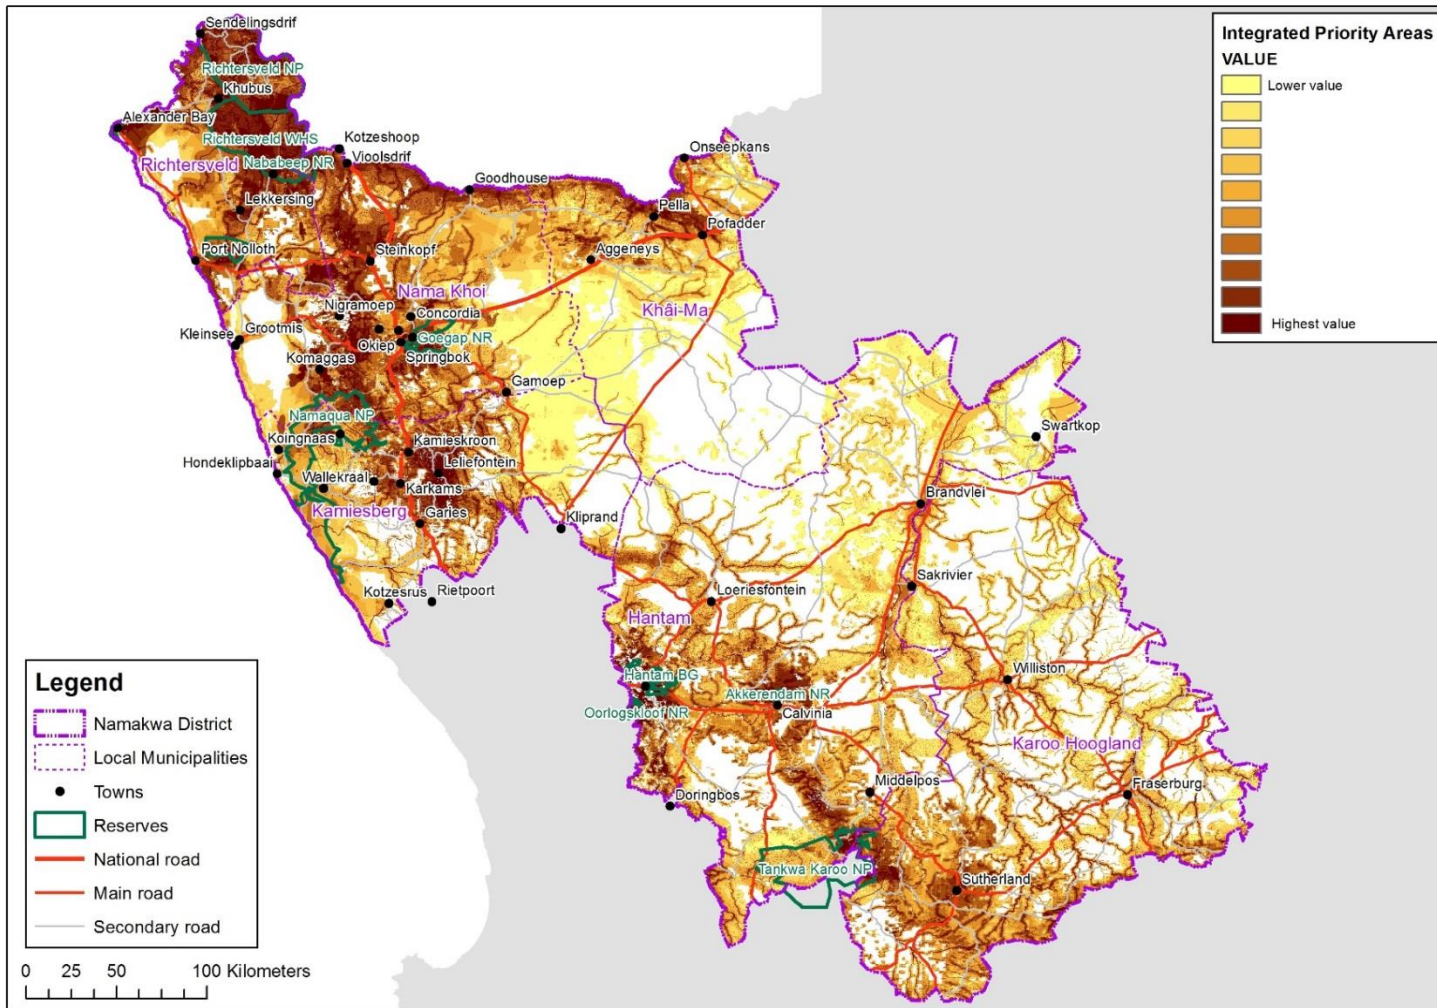 Sendelingsdrif
Richtersveld NP
Khubus
Alexander Bay
Richtersveld WHS
Kotzeshoop
Richtersveld
Nababeep NR
Vioolsdrif
Onseepkans
Goodhouse
Lekkersing
Pella
Pofadder
Port Nolloth
Steinkopf
Aggeneys
Nama Khoi
Khâi-Ma
Nigramoep
Concordia
Kleinsee
Grootmis
Goegap NR
Okiep
Springbok
Komaggas
Gamoep
Namaqua NP
Swartkop
Koingnaas
Kamieskroon
Hondeklipbaai
Leliefontein
Wallekraal
Karkams
Brandvlei
Kamiesberg
Garies
Kliprand
Sakrivier
Kotzesrus
Rietpoort
Loeriesfontein
Hantam
Hantam BG
Williston
Akkerendam NR
Oorlogskloof NR
Calvinia
Karoo Hoogland
Middelpos
Fraserburg
Doringbos
Tankwa Karoo NP
Sutherland
Integrated Priority Areas
VALUE
Lower value
Highest value
Legend
Namakwa District
Local Municipalities
Towns
Reserves
National road
Main road
Secondary road
0 25 50 100 Kilometers